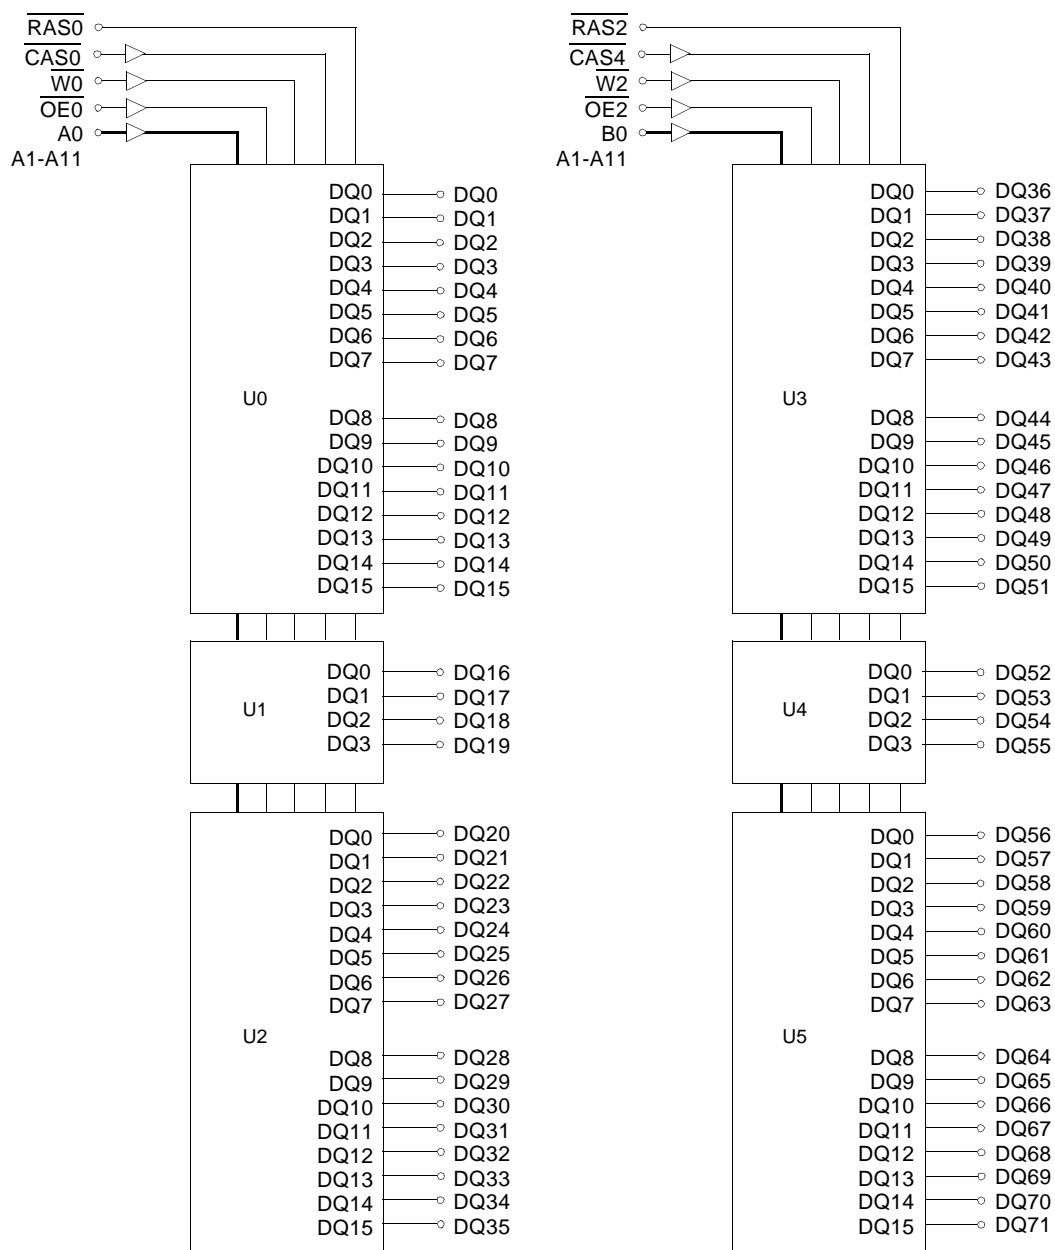 RAS0
CAS0
W0
OE0
A0
A1-A11
U0
DQ0 DQ0
DQ1 DQ1
DQ2 DQ2
DQ3 DQ3
DQ4 DQ4
DQ5 DQ5
DQ6 DQ6
DQ7 DQ7
DQ8 DQ8
DQ9 DQ9
DQ10 DQ10
DQ11 DQ11
DQ12 DQ12
DQ13 DQ13
DQ14 DQ14
DQ15 DQ15
U1
DQ0 DQ16
DQ1 DQ17
DQ2 DQ18
DQ3 DQ19
U2
DQ0 DQ20
DQ1 DQ21
DQ2 DQ22
DQ3 DQ23
DQ4 DQ24
DQ5 DQ25
DQ6 DQ26
DQ7 DQ27
DQ8 DQ28
DQ9 DQ29
DQ10 DQ30
DQ11 DQ31
DQ12 DQ32
DQ13 DQ33
DQ14 DQ34
DQ15 DQ35
RAS2
CAS4
W2
OE2
B0
A1-A11
U3
DQ0 DQ36
DQ1 DQ37
DQ2 DQ38
DQ3 DQ39
DQ4 DQ40
DQ5 DQ41
DQ6 DQ42
DQ7 DQ43
DQ8 DQ44
DQ9 DQ45
DQ10 DQ46
DQ11 DQ47
DQ12 DQ48
DQ13 DQ49
DQ14 DQ50
DQ15 DQ51
U4
DQ0 DQ52
DQ1 DQ53
DQ2 DQ54
DQ3 DQ55
U5
DQ0 DQ56
DQ1 DQ57
DQ2 DQ58
DQ3 DQ59
DQ4 DQ60
DQ5 DQ61
DQ6 DQ62
DQ7 DQ63
DQ8 DQ64
DQ9 DQ65
DQ10 DQ66
DQ11 DQ67
DQ12 DQ68
DQ13 DQ69
DQ14 DQ70
DQ15 DQ71